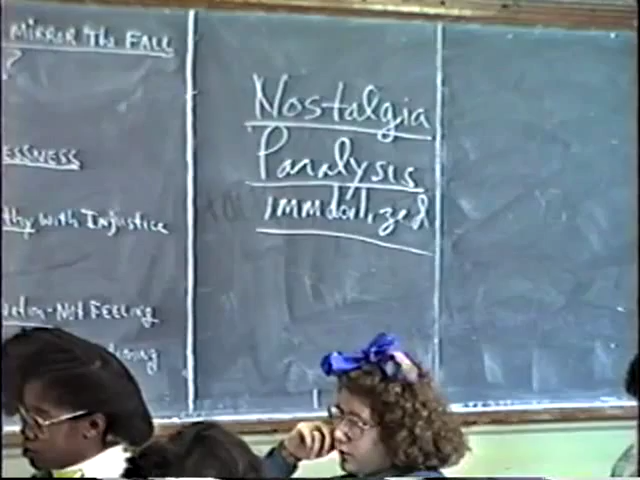 MIRROR The FALL
?
ESSNESS
thy with Injustice
Not Feeling
Nostalgia
Paralysis
immobilized